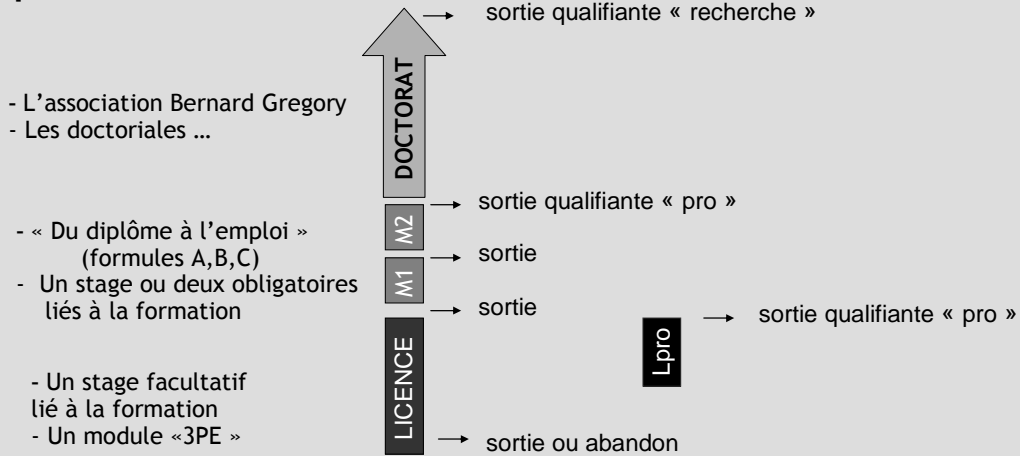 sortie qualifiante « recherche »
DOCTORAT
- L'association Bernard Gregory
- Les doctoriales …
sortie qualifiante « pro »
M2
- « Du diplôme à l'emploi »
(formules A,B,C)
- Un stage ou deux obligatoires
liés à la formation
sortie
M1
sortie
sortie qualifiante « pro »
Lpro
LICENCE
- Un stage facultatif
lié à la formation
- Un module «3PE »
sortie ou abandon